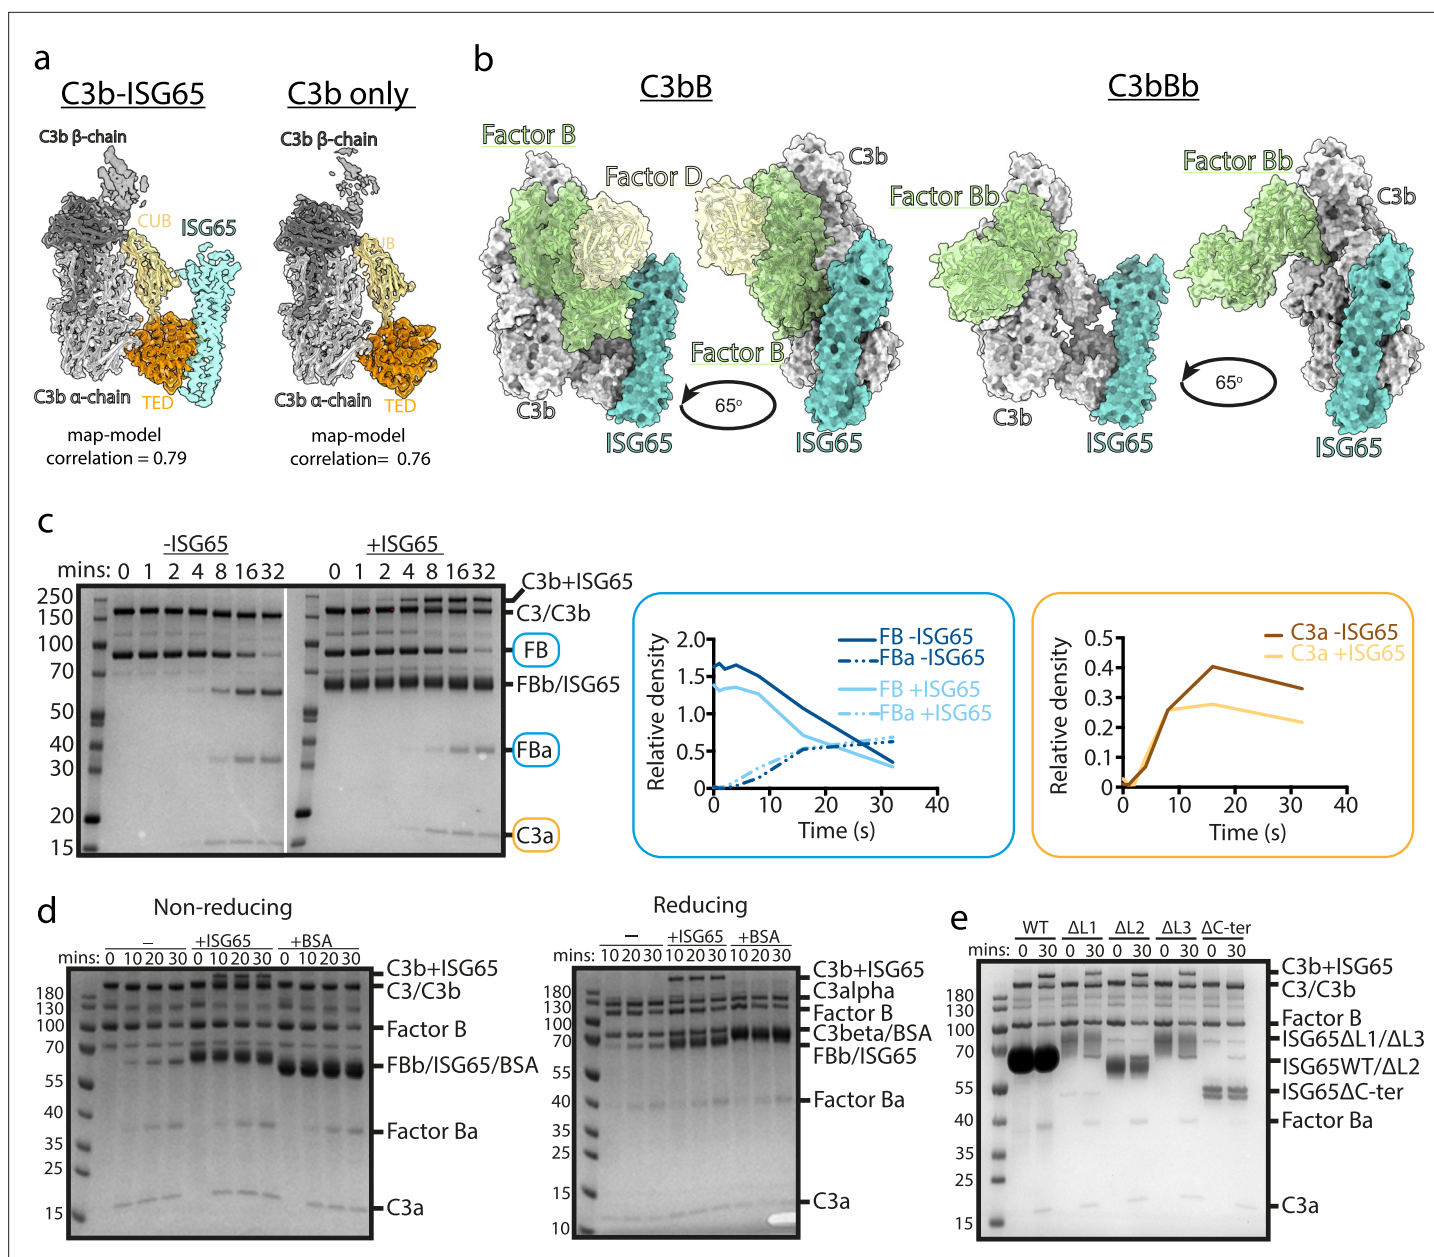 a
C3b-ISG65
C3b only
C3b β-chain
C3b β-chain
CUB
ISG65
UB
C3b α-chain
TED
C3b α-chain
TED
map-model
correlation = 0.79
map-model
correlation= 0.76
b
C3bB
C3bBb
Factor B
Factor D
C3b
Factor B
C3b
ISG65
65°
ISG65
Factor Bb
Factor Bb
C3b
C3b
ISG65
65°
ISG65
c
-ISG65
+ISG65
mins: 0 1 2 4 8 16 32
0 1 2 4 8 16 32
250
150
100
70
50
40
30
20
15
C3b+ISG65
C3/C3b
FB
FBb/ISG65
FBa
C3a
Relative density
2.0
1.5
1.0
0.5
0
0 10 20 30 40
Time (s)
FB -ISG65
FBa -ISG65
FB +ISG65
FBa +ISG65
Relative density
0.5
0.4
0.3
0.2
0.1
0
0 10 20 30 40
Time (s)
C3a -ISG65
C3a +ISG65
d
Non-reducing
– +ISG65 +BSA
mins: 0 10 20 30 0 10 20 30 0 10 20 30
180
130
100
70
55
40
35
25
15
C3b+ISG65
C3/C3b
Factor B
FBb/ISG65/BSA
Factor Ba
C3a
Reducing
– +ISG65 +BSA
mins: 10 20 30 10 20 30 10 20 30
180
130
100
70
55
40
35
25
15
10
C3b+ISG65
C3alpha
Factor B
C3beta/BSA
FBb/ISG65
Factor Ba
C3a
e
WT ΔL1 ΔL2 ΔL3 ΔC-ter
mins: 0 30 0 30 0 30 0 30 0 30
180
130
100
70
55
40
35
25
15
C3b+ISG65
C3/C3b
Factor B
ISG65ΔL1/ΔL3
ISG65WT/ΔL2
ISG65ΔC-ter
Factor Ba
C3a